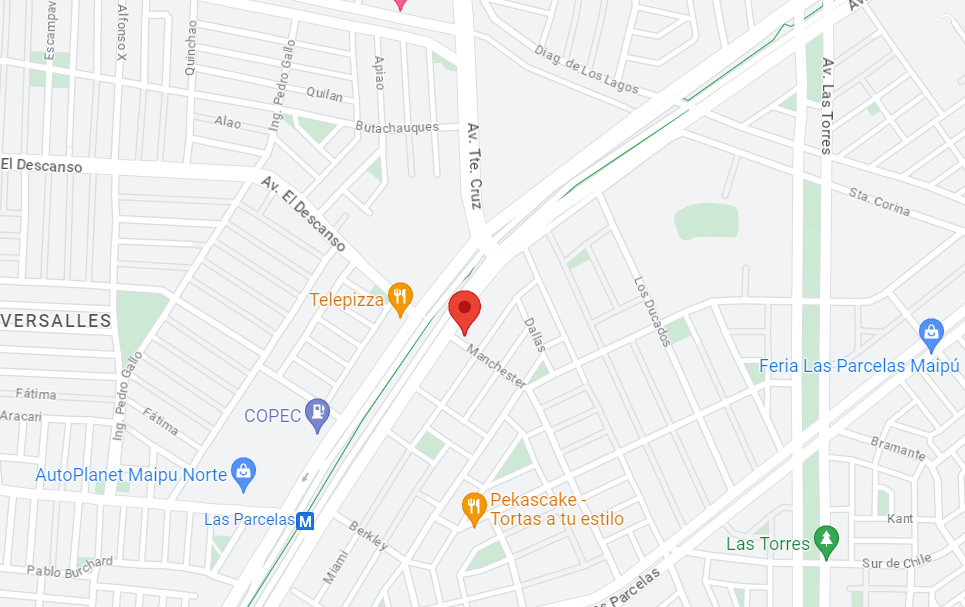 Escampav
Alfonso X
Quinchao
Ing. Pedro Gallo
Apiao
Quilan
Alao
Butachauques
Diag. de Los Lagos
Av.
Av. Las Torres
Av. Tte. Cruz
El Descanso
Av. El Descanso
Sta. Corina
Telepizza
VERSALLES
Los Ducados
Dallas
Manchester
Feria Las Parcelas Maipú
Ing. Pedro Gallo
Fátima
Aracari
Fátima
COPEC
AutoPlanet Maipu Norte
Las Parcelas
M
Pekascake -
Tortas a tu estilo
Bramante
Kant
Berkley
Miami
Las Torres
Sur de Chile
Pablo Burchard
s Parcelas